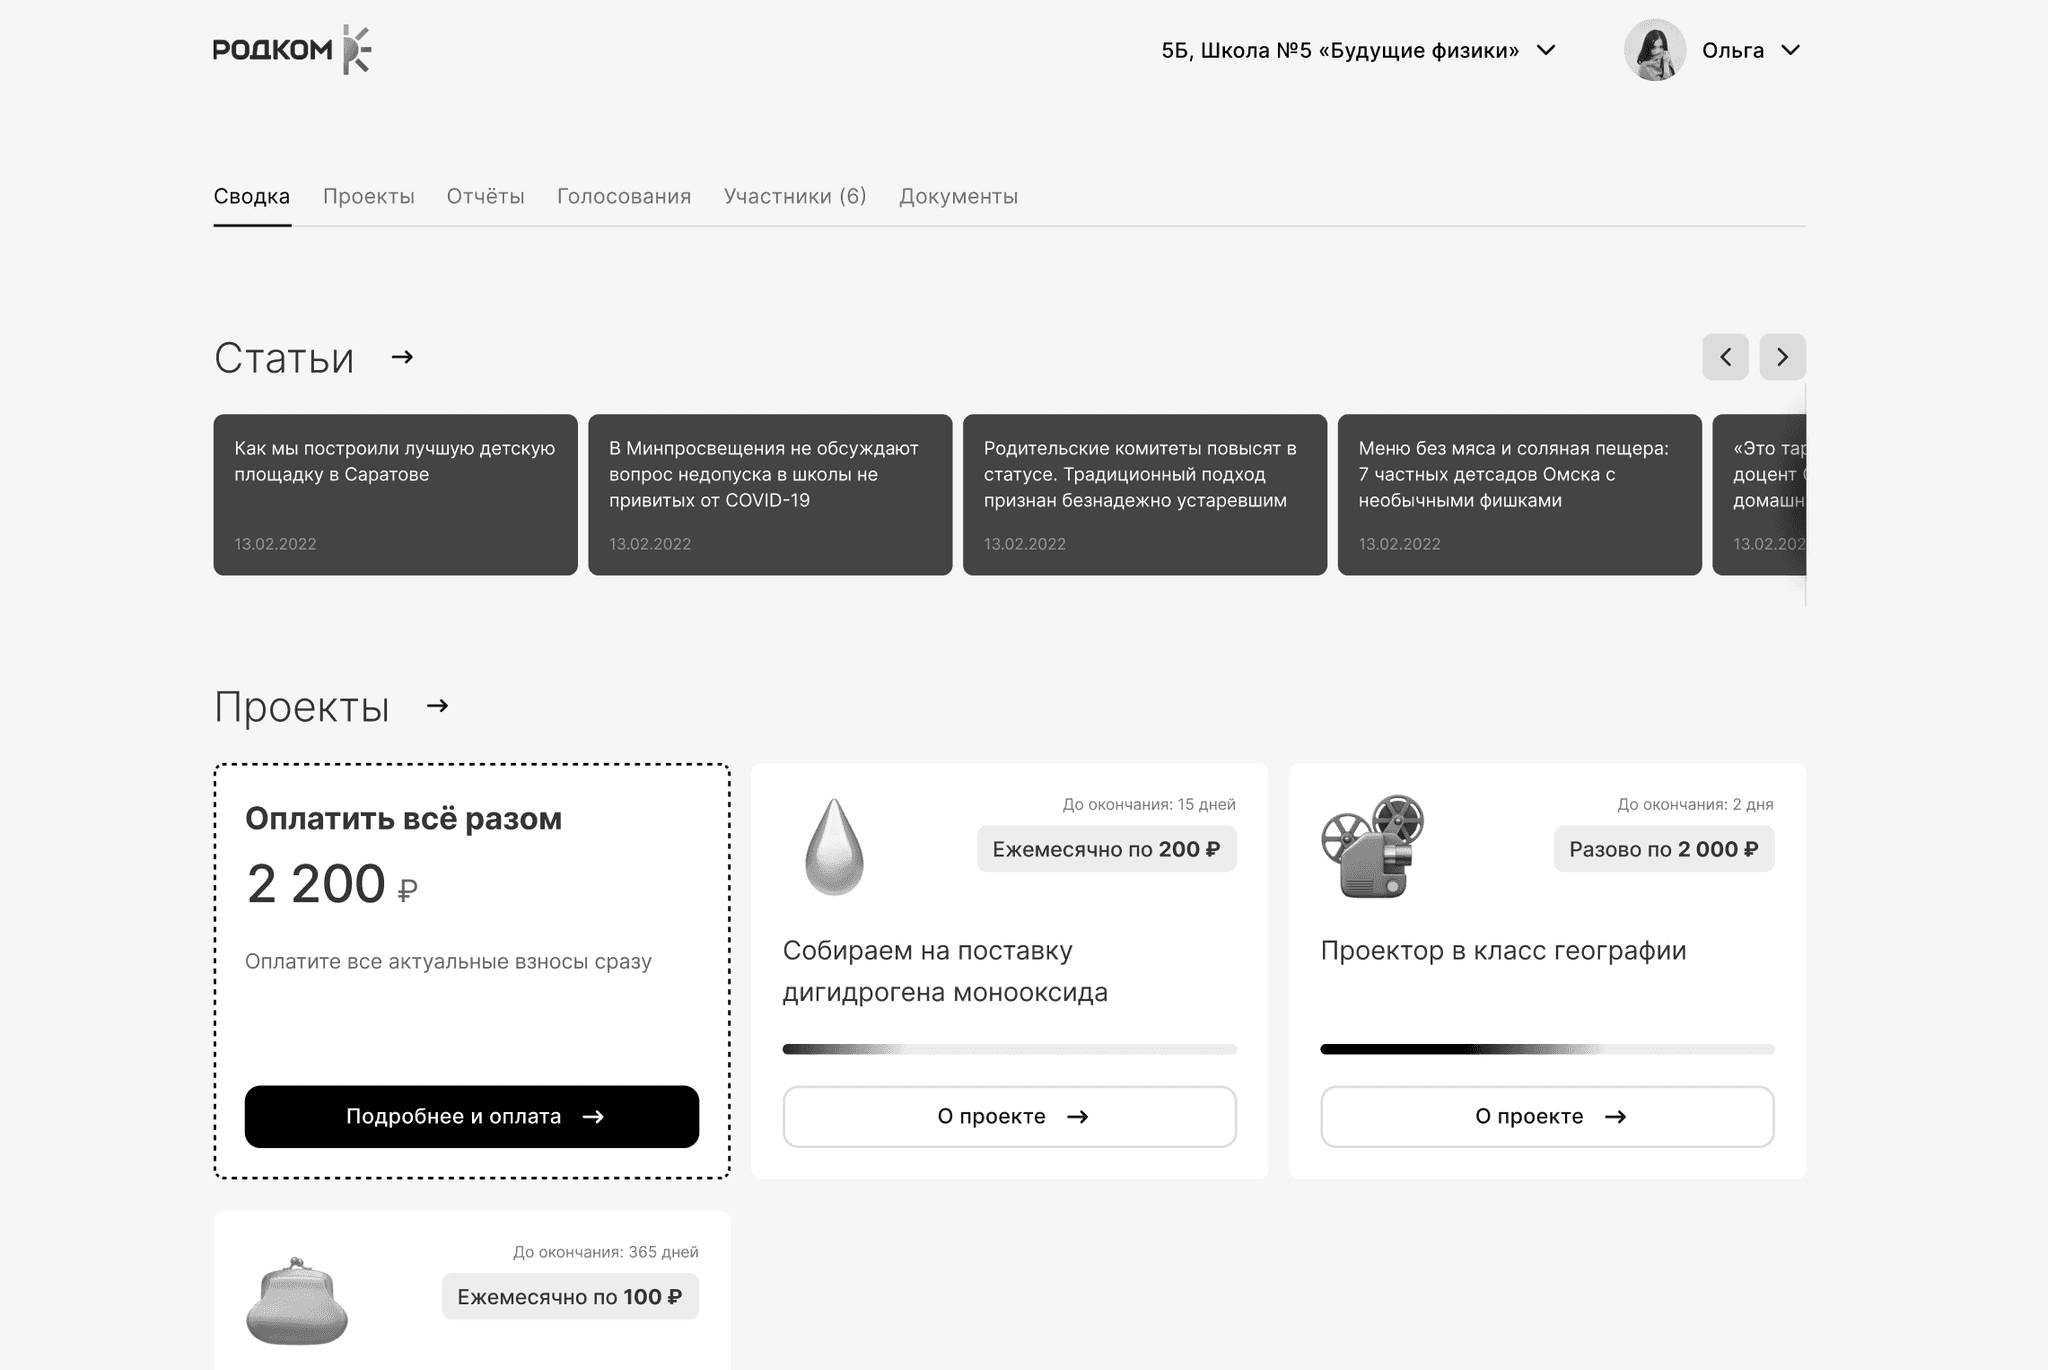 РОДКОМ
5Б, Школа №5 «Будущие физики»
Ольга
Сводка
Проекты
Отчёты
Голосования
Участники (6)
Документы
Статьи
Как мы построили лучшую детскую
площадку в Саратове
13.02.2022
В Минпросвещения не обсуждают
вопрос недопуска в школы не
привитых от COVID-19
13.02.2022
Родительские комитеты повысят в
статусе. Традиционный подход
признан безнадежно устаревшим
13.02.2022
Меню без мяса и соляная пещера:
7 частных детсадов Омска с
необычными фишками
13.02.2022
«Это
доцент
13.02.202
Проекты
Оплатить всё разом
2 200 ₽
Оплатите все актуальные взносы сразу
Подробнее и оплата
До окончания: 15 дней
Ежемесячно по 200 ₽
Собираем на поставку
дигидрогена монооксида
О проекте
До окончания: 2 дня
Разово по 2 000 ₽
Проектор в класс географии
О проекте
До окончания: 365 дней
Ежемесячно по 100 ₽